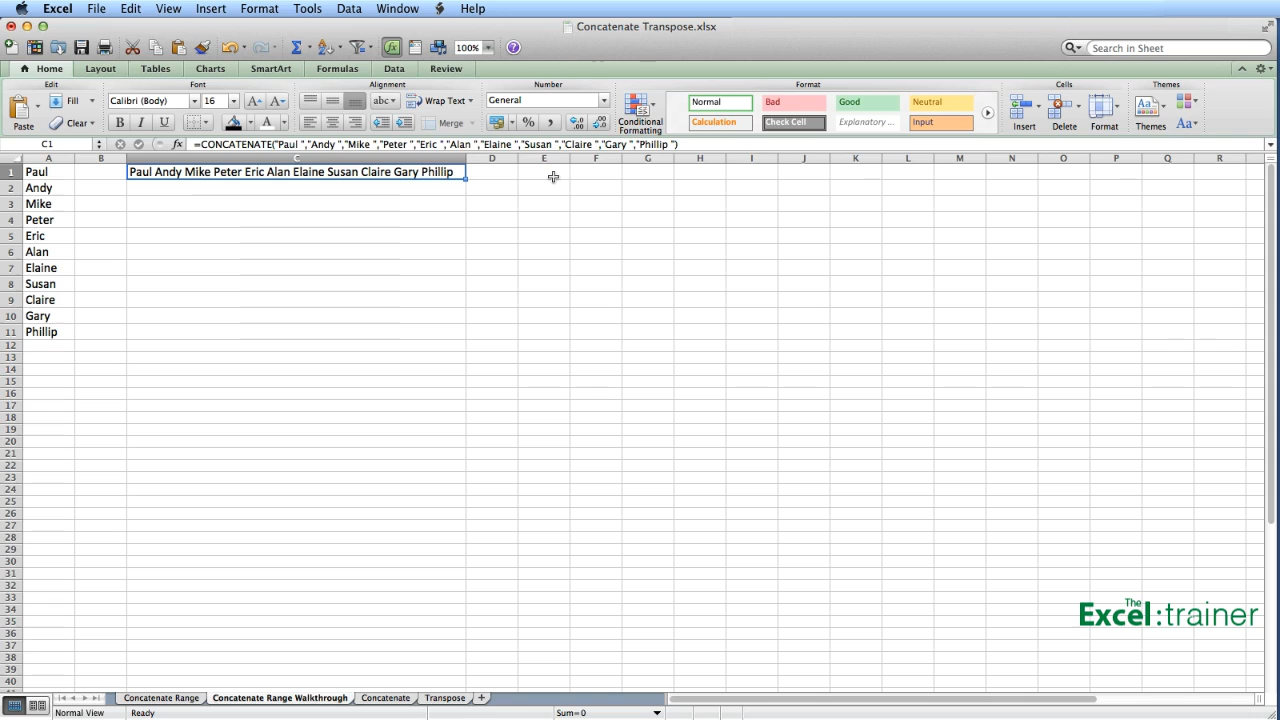 Excel File Edit View Insert Format Tools Data Window Help
Concatenate Transpose.xlsx
100% Search in Sheet
Home Layout Tables Charts SmartArt Formulas Data Review
Edit Font Alignment Number Format Cells Themes
Fill Calibri (Body) 16 abc Wrap Text General Normal Bad Good Neutral
Paste Clear B I U A Merge % , Conditional Formatting Calculation Check Cell Explanatory ... Input Insert Delete Format Themes Aa
C1 fx =CONCATENATE("Paul ","Andy ","Mike ","Peter ","Eric ","Alan ","Elaine ","Susan ","Claire ","Gary ","Phillip ")
A B C D E F G H I J K L M N O P Q R
1 Paul Paul Andy Mike Peter Eric Alan Elaine Susan Claire Gary Phillip
2 Andy
3 Mike
4 Peter
5 Eric
6 Alan
7 Elaine
8 Susan
9 Claire
10 Gary
11 Phillip
12
13
14
15
16
17
18
19
20
21
22
23
24
25
26
27
28
29
30
31
32
33
34
35
36
37
38
39
40
The
Excel:trainer
Concatenate Range Concatenate Range Walkthrough Concatenate Transpose
Normal View Ready Sum=0